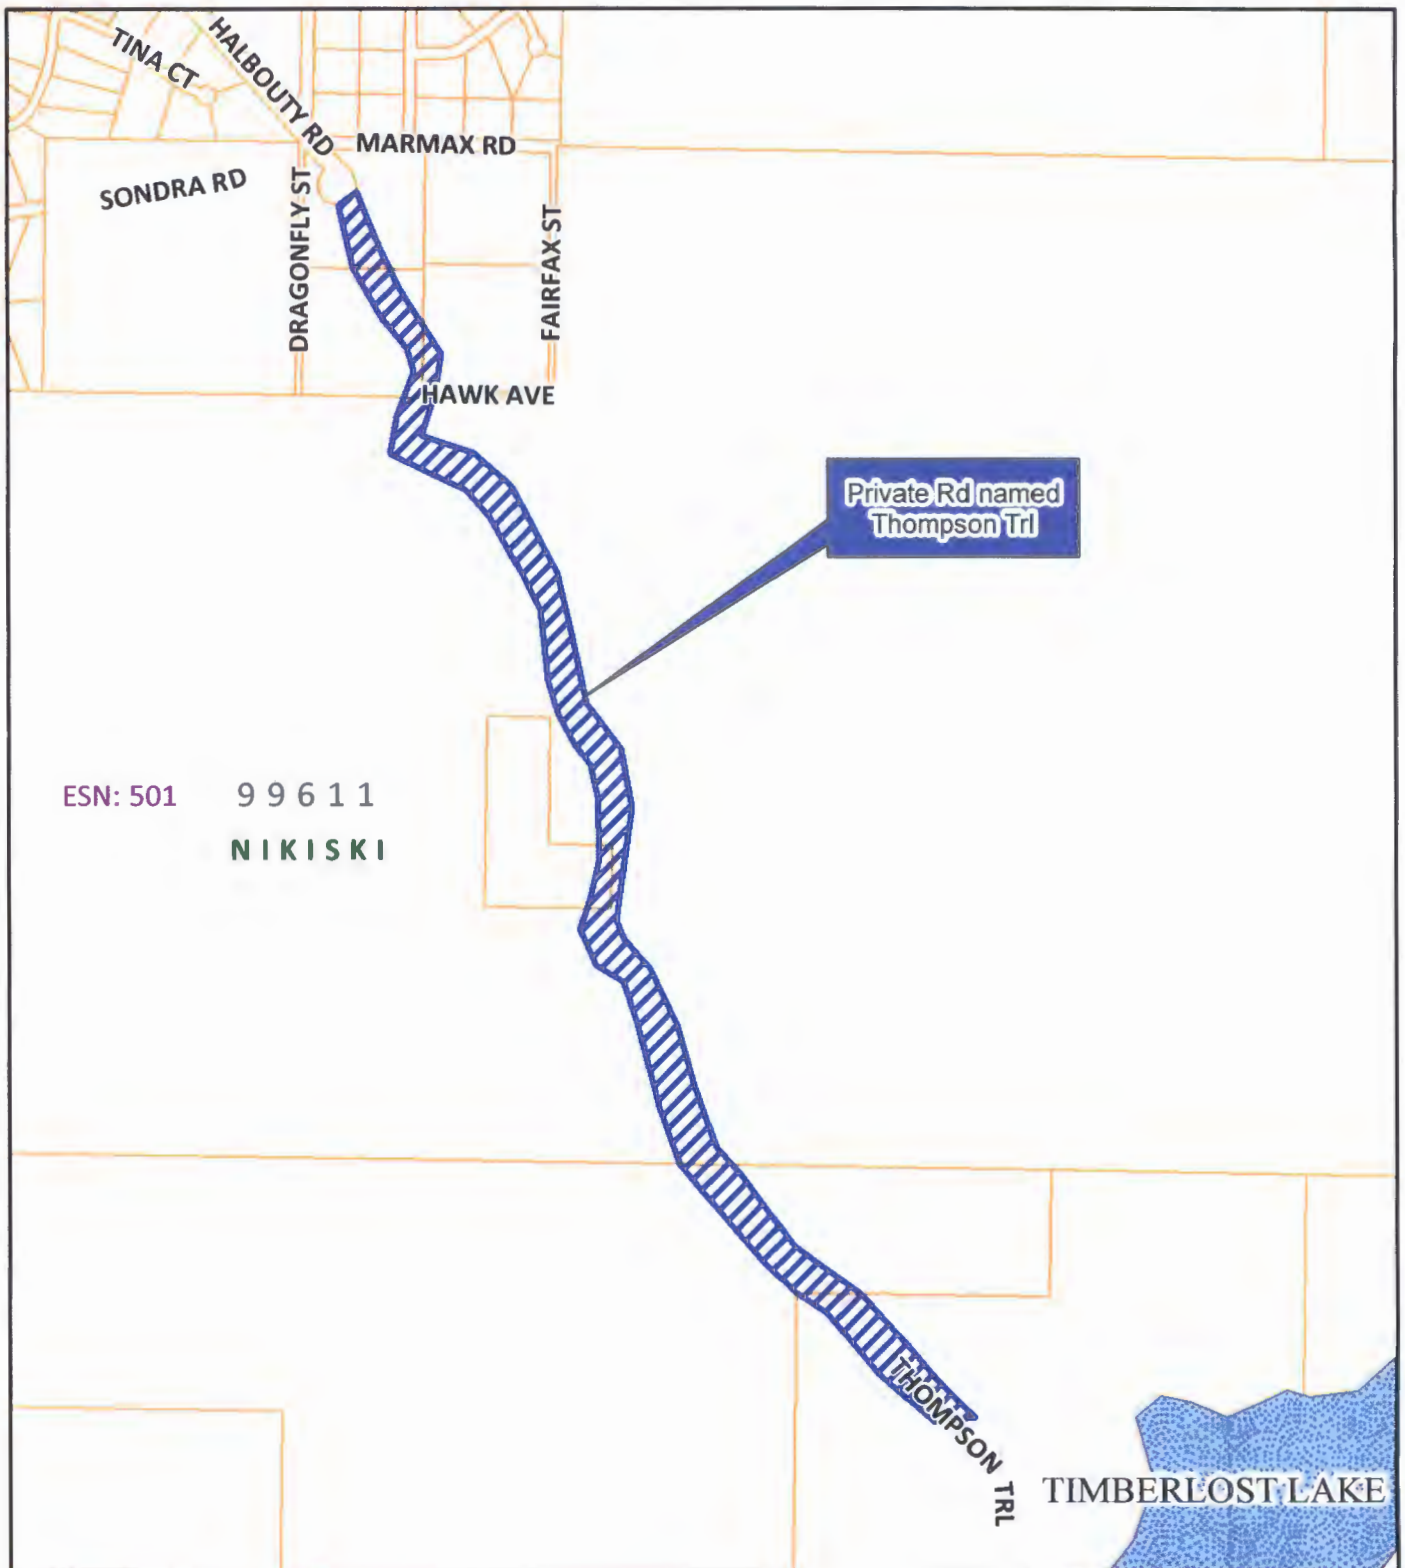 TINA CT
HALBOUTY RD
MARMAX RD
SONDRA RD
DRAGONFLY ST
FAIRFAX ST
HAWK AVE
Private Rd named
Thompson Trl
ESN: 501
99611
NIKISKI
THOMPSON TRL
TIMBERLOST LAKE